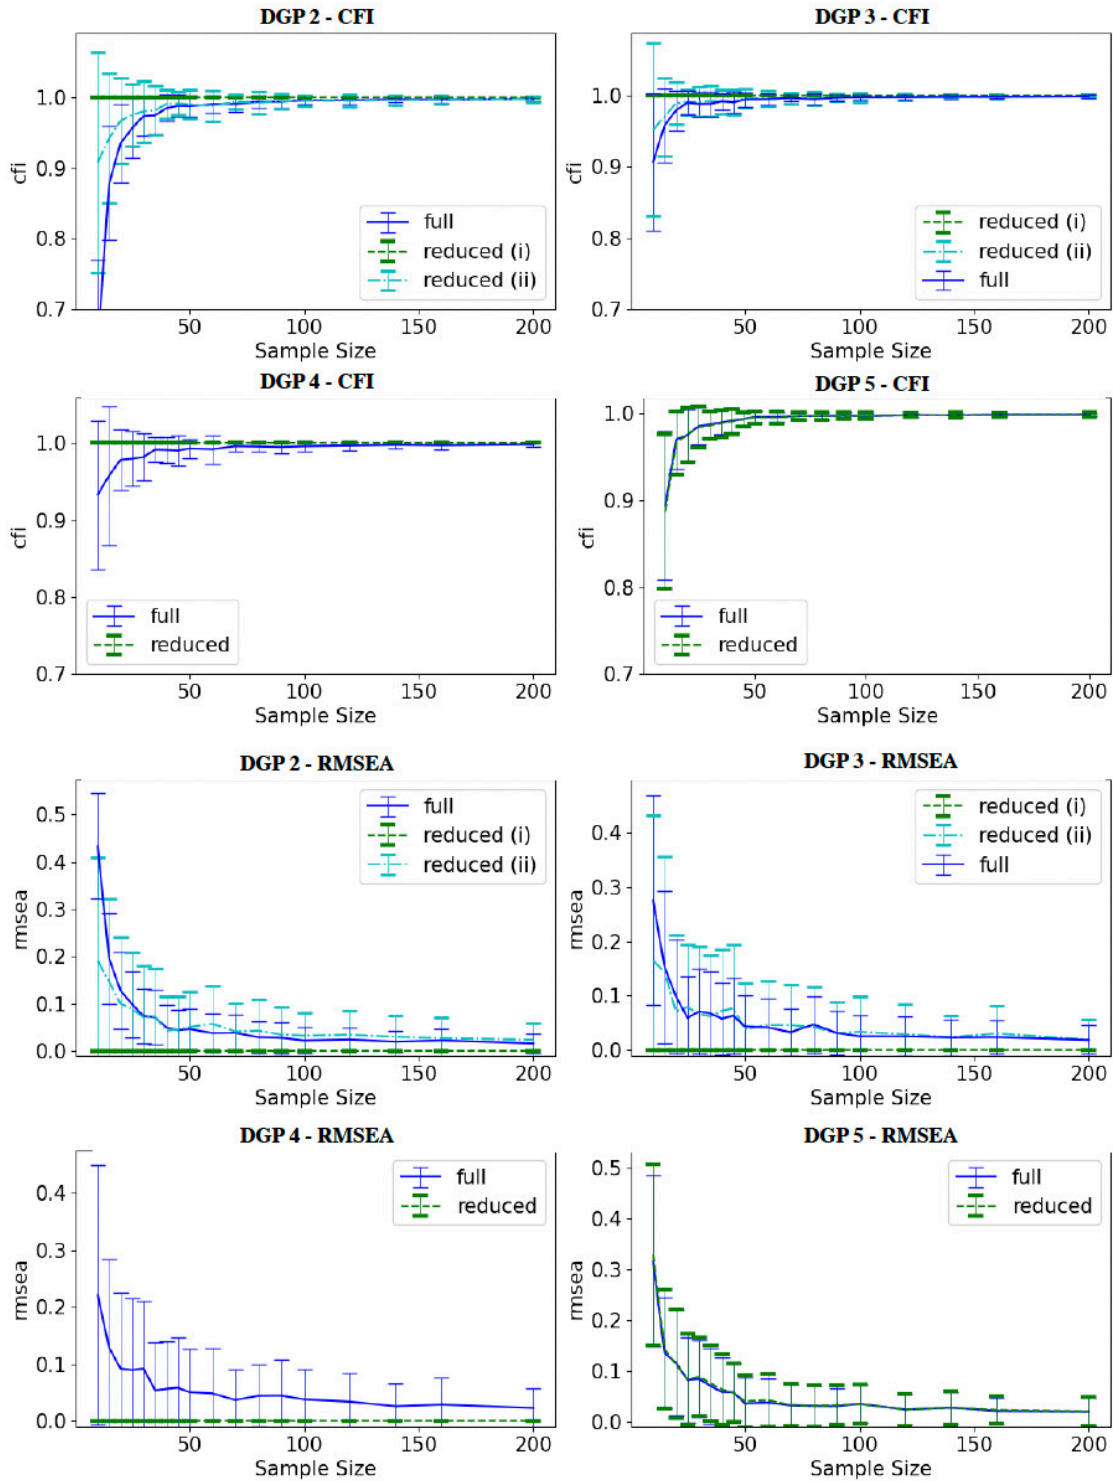 DGP 2 - CFI
1.0
0.9
0.8
0.7
cfi
full
reduced (i)
reduced (ii)
50
100
150
200
Sample Size
DGP 3 - CFI
1.0
0.9
0.8
0.7
cfi
reduced (i)
reduced (ii)
full
50
100
150
200
Sample Size
DGP 4 - CFI
1.0
0.9
0.8
0.7
cfi
full
reduced
50
100
150
200
Sample Size
DGP 5 - CFI
1.0
0.9
0.8
0.7
cfi
full
reduced
50
100
150
200
Sample Size
DGP 2 - RMSEA
0.5
0.4
0.3
0.2
0.1
0.0
rmsea
full
reduced (i)
reduced (ii)
50
100
150
200
Sample Size
DGP 3 - RMSEA
0.4
0.3
0.2
0.1
0.0
rmsea
reduced (i)
reduced (ii)
full
50
100
150
200
Sample Size
DGP 4 - RMSEA
0.4
0.3
0.2
0.1
0.0
rmsea
full
reduced
50
100
150
200
Sample Size
DGP 5 - RMSEA
0.5
0.4
0.3
0.2
0.1
0.0
rmsea
full
reduced
50
100
150
200
Sample Size